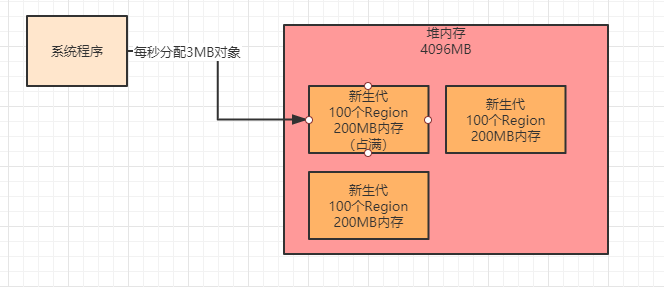 系统程序
每秒分配3MB对象
堆内存
4096MB
新生代
100个Region
200MB内存
（占满）
新生代
100个Region
200MB内存
新生代
100个Region
200MB内存